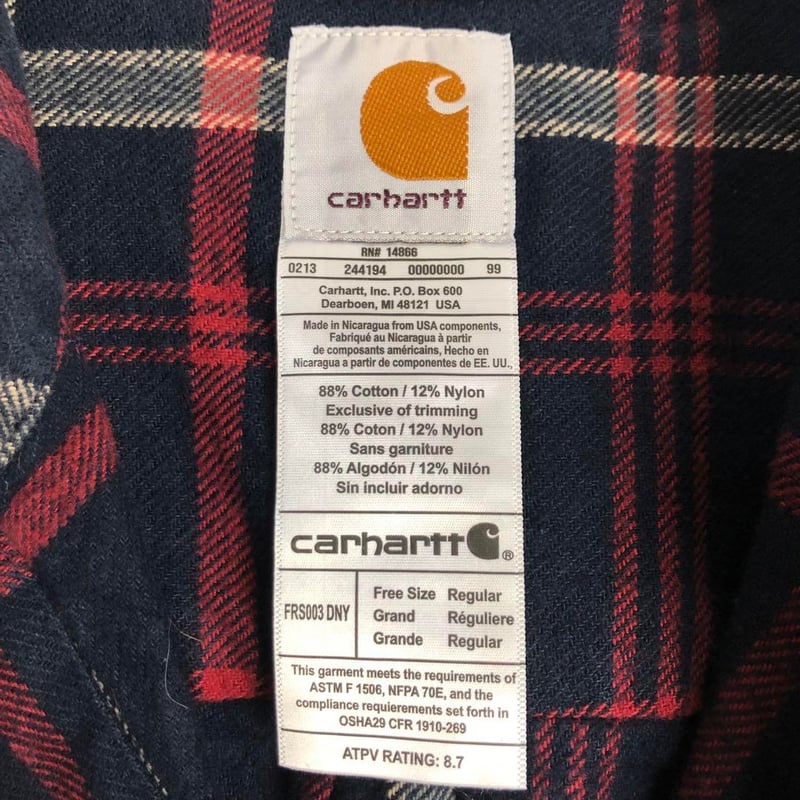 carhartt
RN# 14866
0213 244194 00000000 99
Carhartt, Inc. P.O. Box 600
Dearboen, MI 48121 USA
Made in Nicaragua from USA components,
Fabriqué au Nicaragua à partir
de composants américains, Hecho en
Nicaragua a partir de componentes de EE. UU.,
88% Cotton / 12% Nylon
Exclusive of trimming
88% Coton / 12% Nylon
Sans garniture
88% Algodón / 12% Nilón
Sin incluir adorno
carhartt ®
FRS003 DNY
Free Size Regular
Grand Réguliere
Grande Regular
This garment meets the requirements of
ASTM F 1506, NFPA 70E, and the
compliance requierements set forth in
OSHA29 CFR 1910-269
ATPV RATING: 8.7